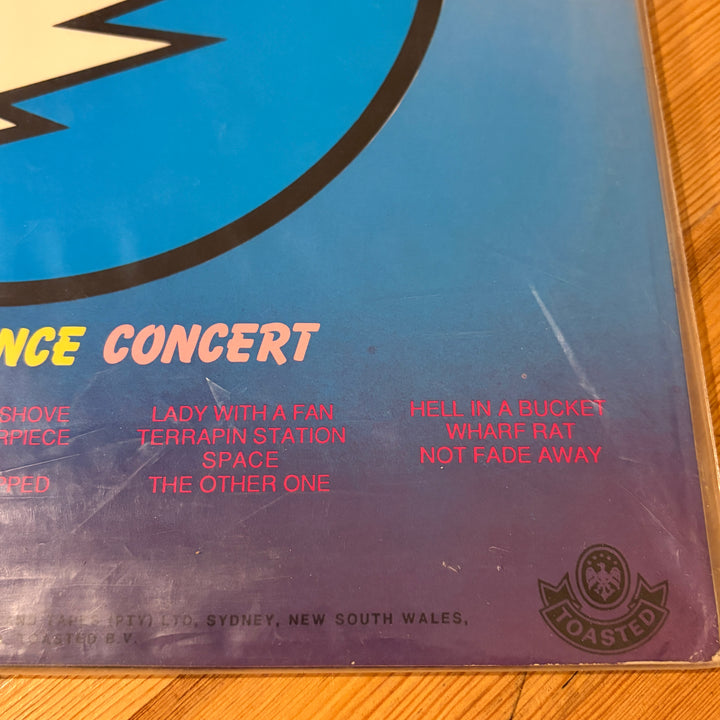 NCE CONCERT
SHOVE
RPIECE
PPED
LADY WITH A FAN
TERRAPIN STATION
SPACE
THE OTHER ONE
HELL IN A BUCKET
WHARF RAT
NOT FADE AWAY
TAPES (PTY) LTD, SYDNEY, NEW SOUTH WALES,
TOASTED B.V.
TOASTED